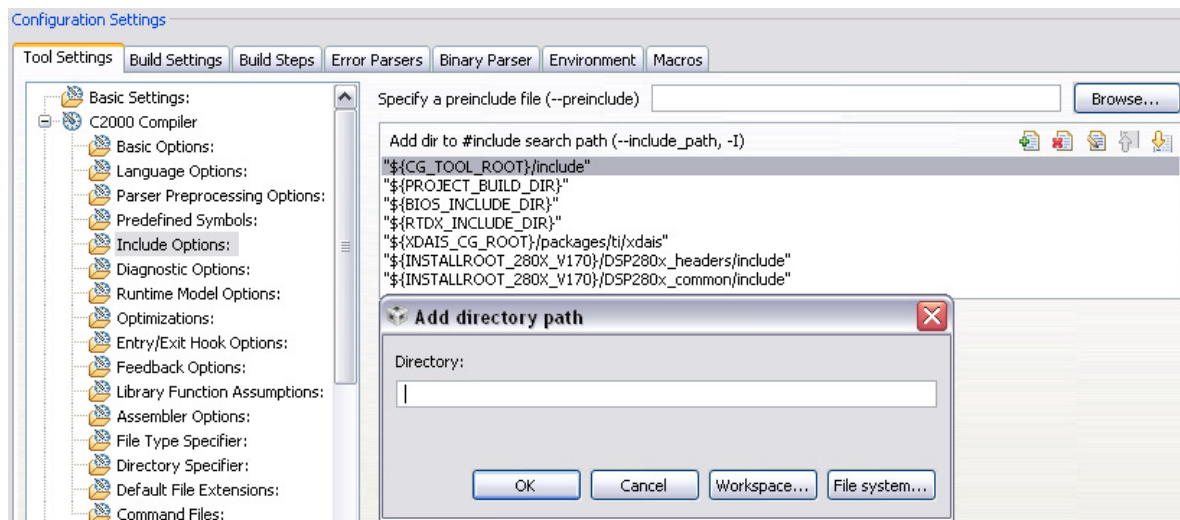 Configuration Settings
Tool Settings Build Settings Build Steps Error Parsers Binary Parser Environment Macros
Basic Settings:
C2000 Compiler
Basic Options:
Language Options:
Parser Preprocessing Options:
Predefined Symbols:
Include Options:
Diagnostic Options:
Runtime Model Options:
Optimizations:
Entry/Exit Hook Options:
Feedback Options:
Library Function Assumptions:
Assembler Options:
File Type Specifier:
Directory Specifier:
Default File Extensions:
Command Files:
Specify a preinclude file (--preinclude) Browse...
Add dir to #include search path (--include_path, -I)
"${CG_TOOL_ROOT}/include"
"${PROJECT_BUILD_DIR}"
"${BIOS_INCLUDE_DIR}"
"${RTDX_INCLUDE_DIR}"
"${XDAIS_CG_ROOT}/packages/ti/xdais"
"${INSTALLROOT_280X_V170}/DSP280x_headers/include"
"${INSTALLROOT_280X_V170}/DSP280x_common/include"
Add directory path
Directory:
OK Cancel Workspace... File system...